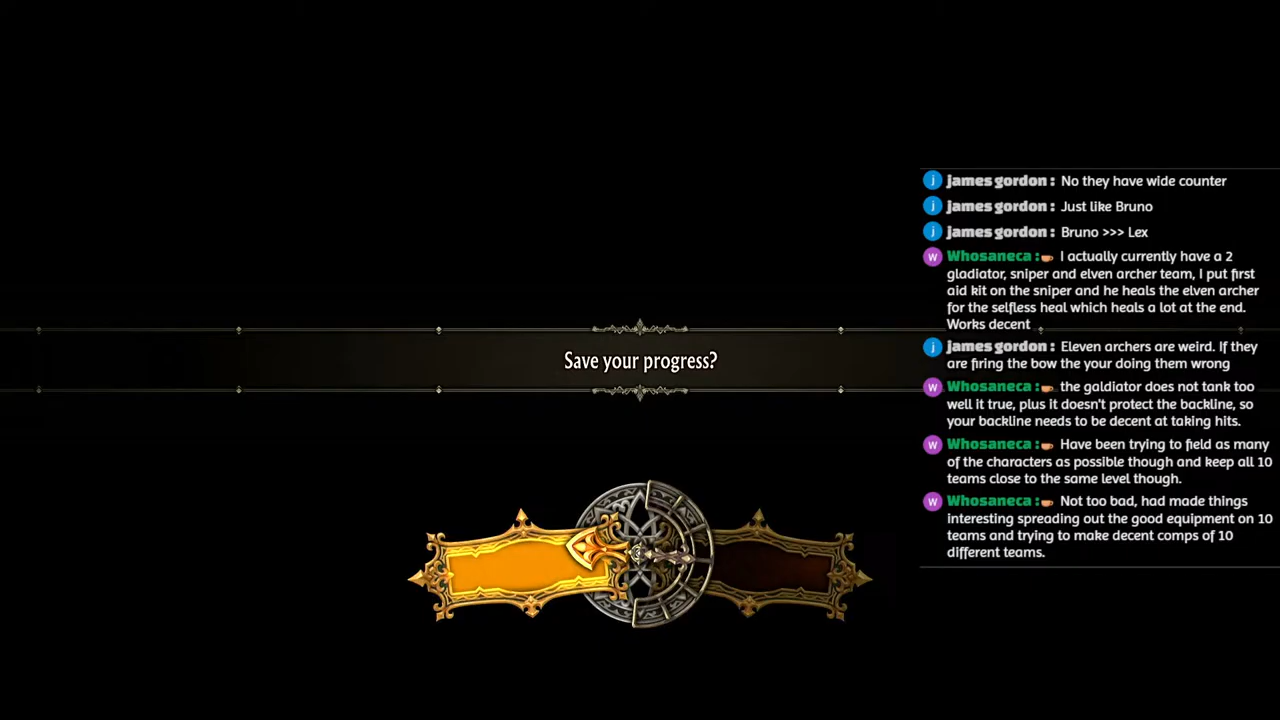 j james gordon : No they have wide counter
j james gordon : Just like Bruno
j james gordon : Bruno >>> Lex
w Whosaneca : I actually currently have a 2
gladiator, sniper and elven archer team, I put first
aid kit on the sniper and he heals the elven archer
for the selfless heal which heals a lot at the end.
Works decent
j james gordon : Eleven archers are weird. If they
are firing the bow the your doing them wrong
w Whosaneca : the galdiator does not tank too
well it true, plus it doesn't protect the backline, so
your backline needs to be decent at taking hits.
w Whosaneca : Have been trying to field as many
of the characters as possible though and keep all 10
teams close to the same level though.
w Whosaneca : Not too bad, had made things
interesting spreading out the good equipment on 10
teams and trying to make decent comps of 10
different teams.
Save your progress?